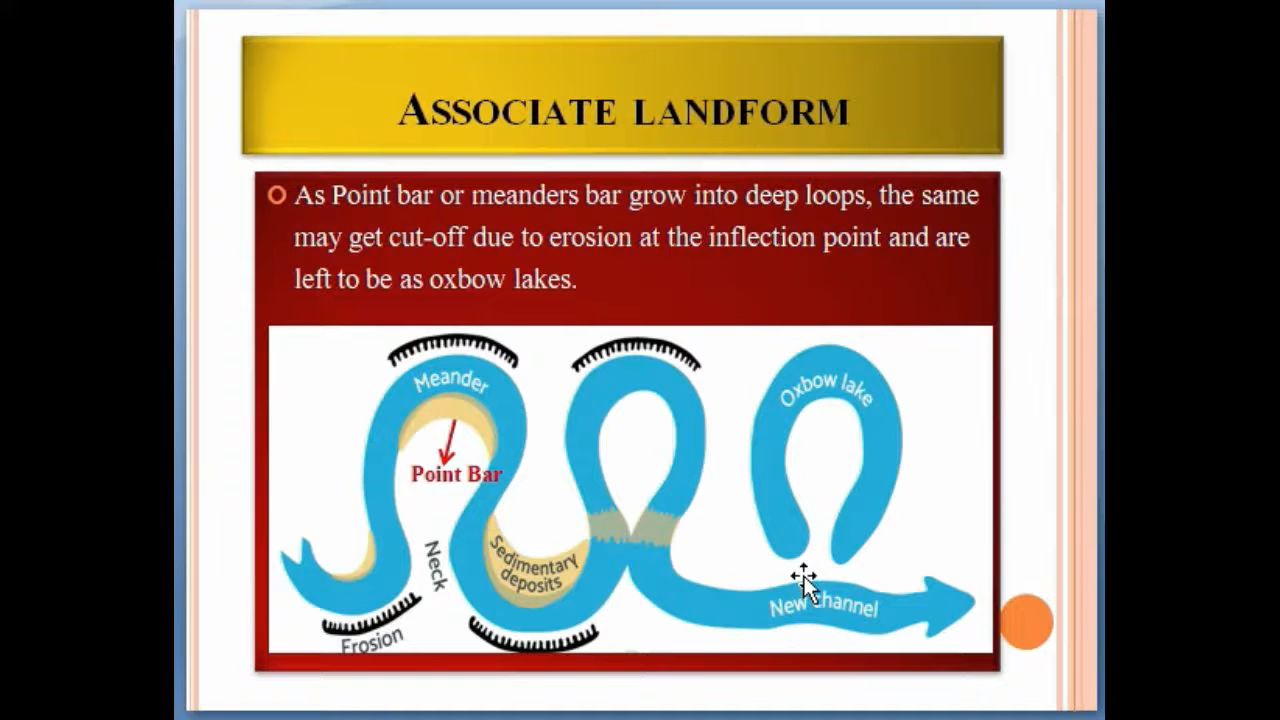 ASSOCIATE LANDFORM
As Point bar or meanders bar grow into deep loops, the same
may get cut-off due to erosion at the inflection point and are
left to be as oxbow lakes.
Meander
Oxbow lake
Point Bar
Neck
Sedimentary
deposits
New channel
Erosion